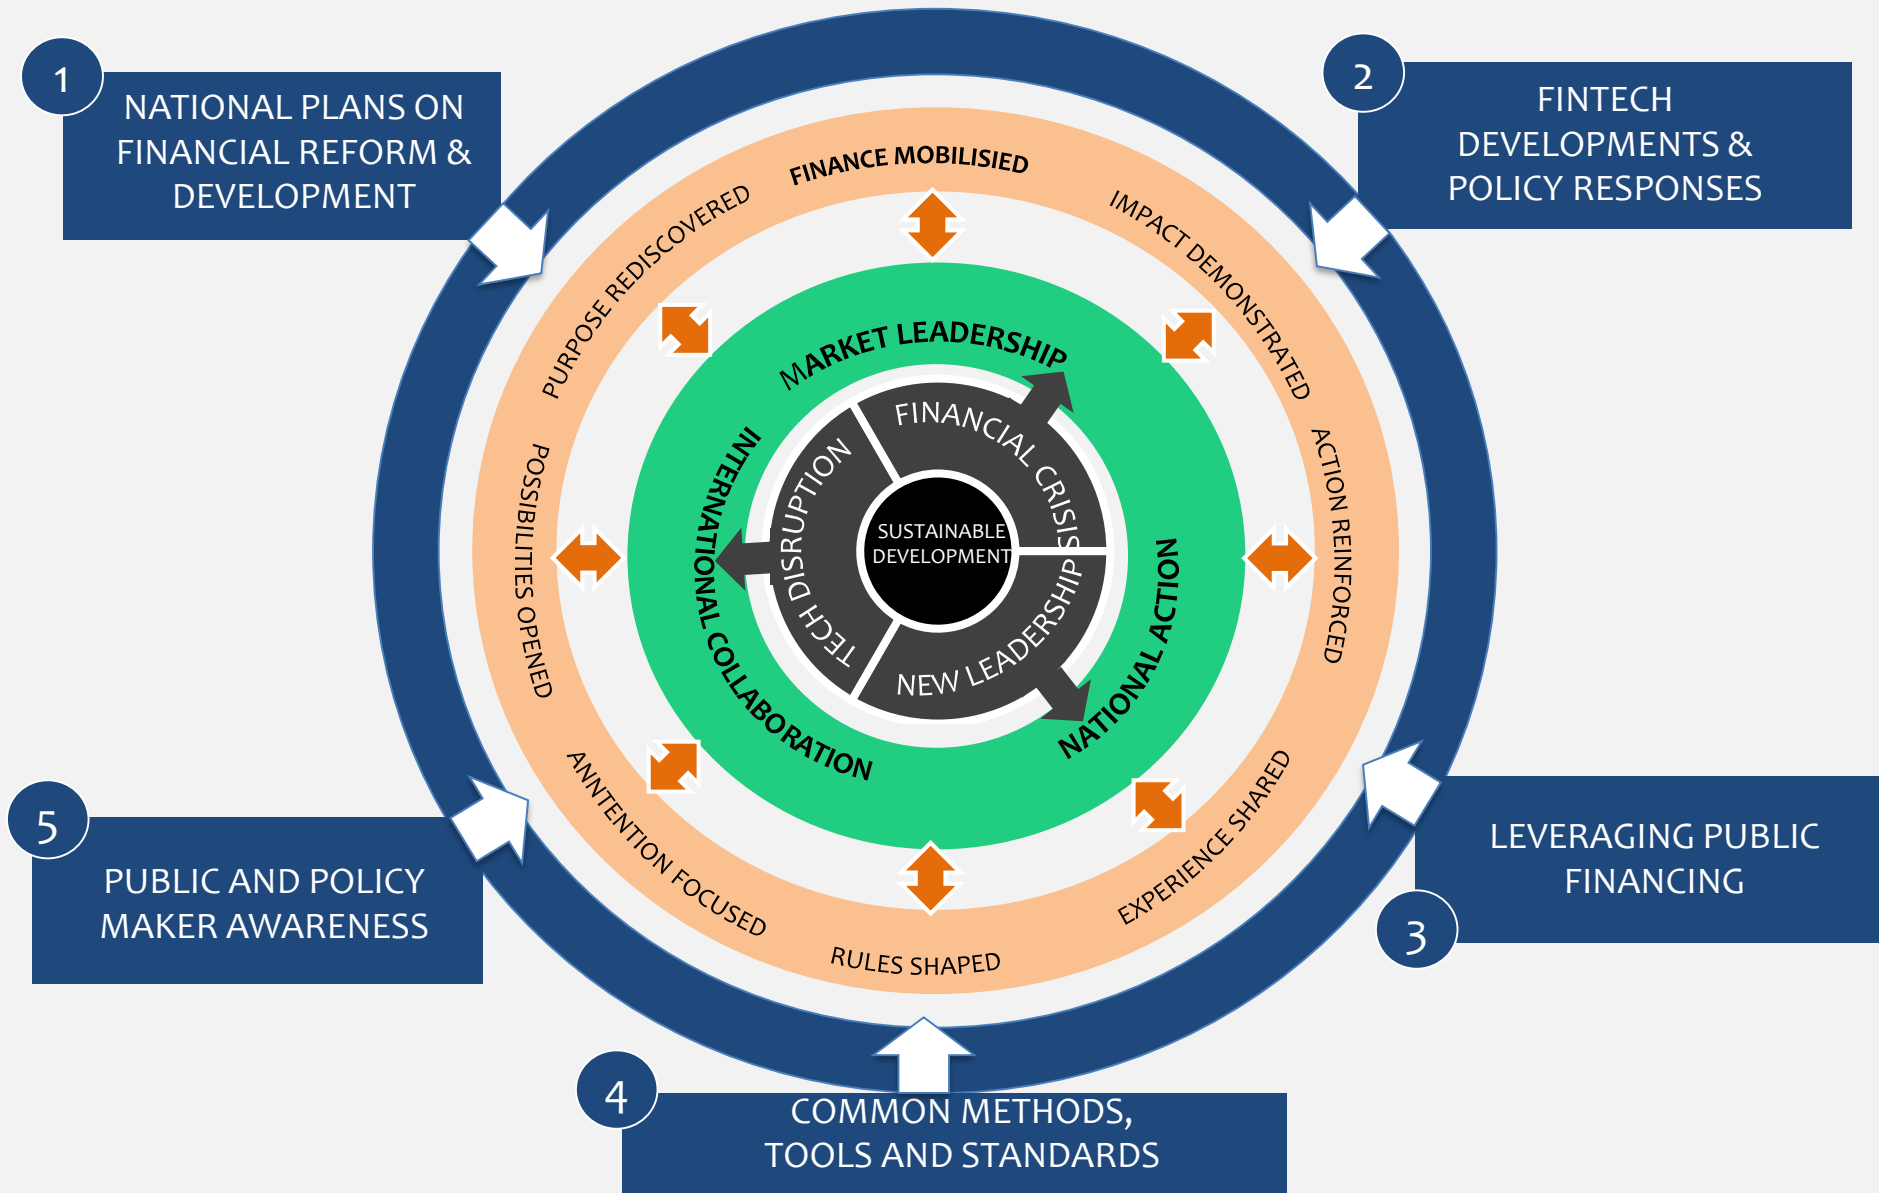 1
NATIONAL PLANS ON
FINANCIAL REFORM &
DEVELOPMENT
2
FINTECH
DEVELOPMENTS &
POLICY RESPONSES
FINANCE MOBILISIED
IMPACT DEMONSTRATED
ACTION REINFORCED
EXPERIENCE SHARED
RULES SHAPED
ANNTENTION FOCUSED
POSSIBILITIES OPENED
PURPOSE REDISCOVERED
MARKET LEADERSHIP
NATIONAL ACTION
INTERNATIONAL COLLABORATION
FINANCIAL CRISIS
NEW LEADERSHIP
TECH DISRUPTION
SUSTAINABLE
DEVELOPMENT
LEVERAGING PUBLIC
FINANCING
3
5
PUBLIC AND POLICY
MAKER AWARENESS
4
COMMON METHODS,
TOOLS AND STANDARDS